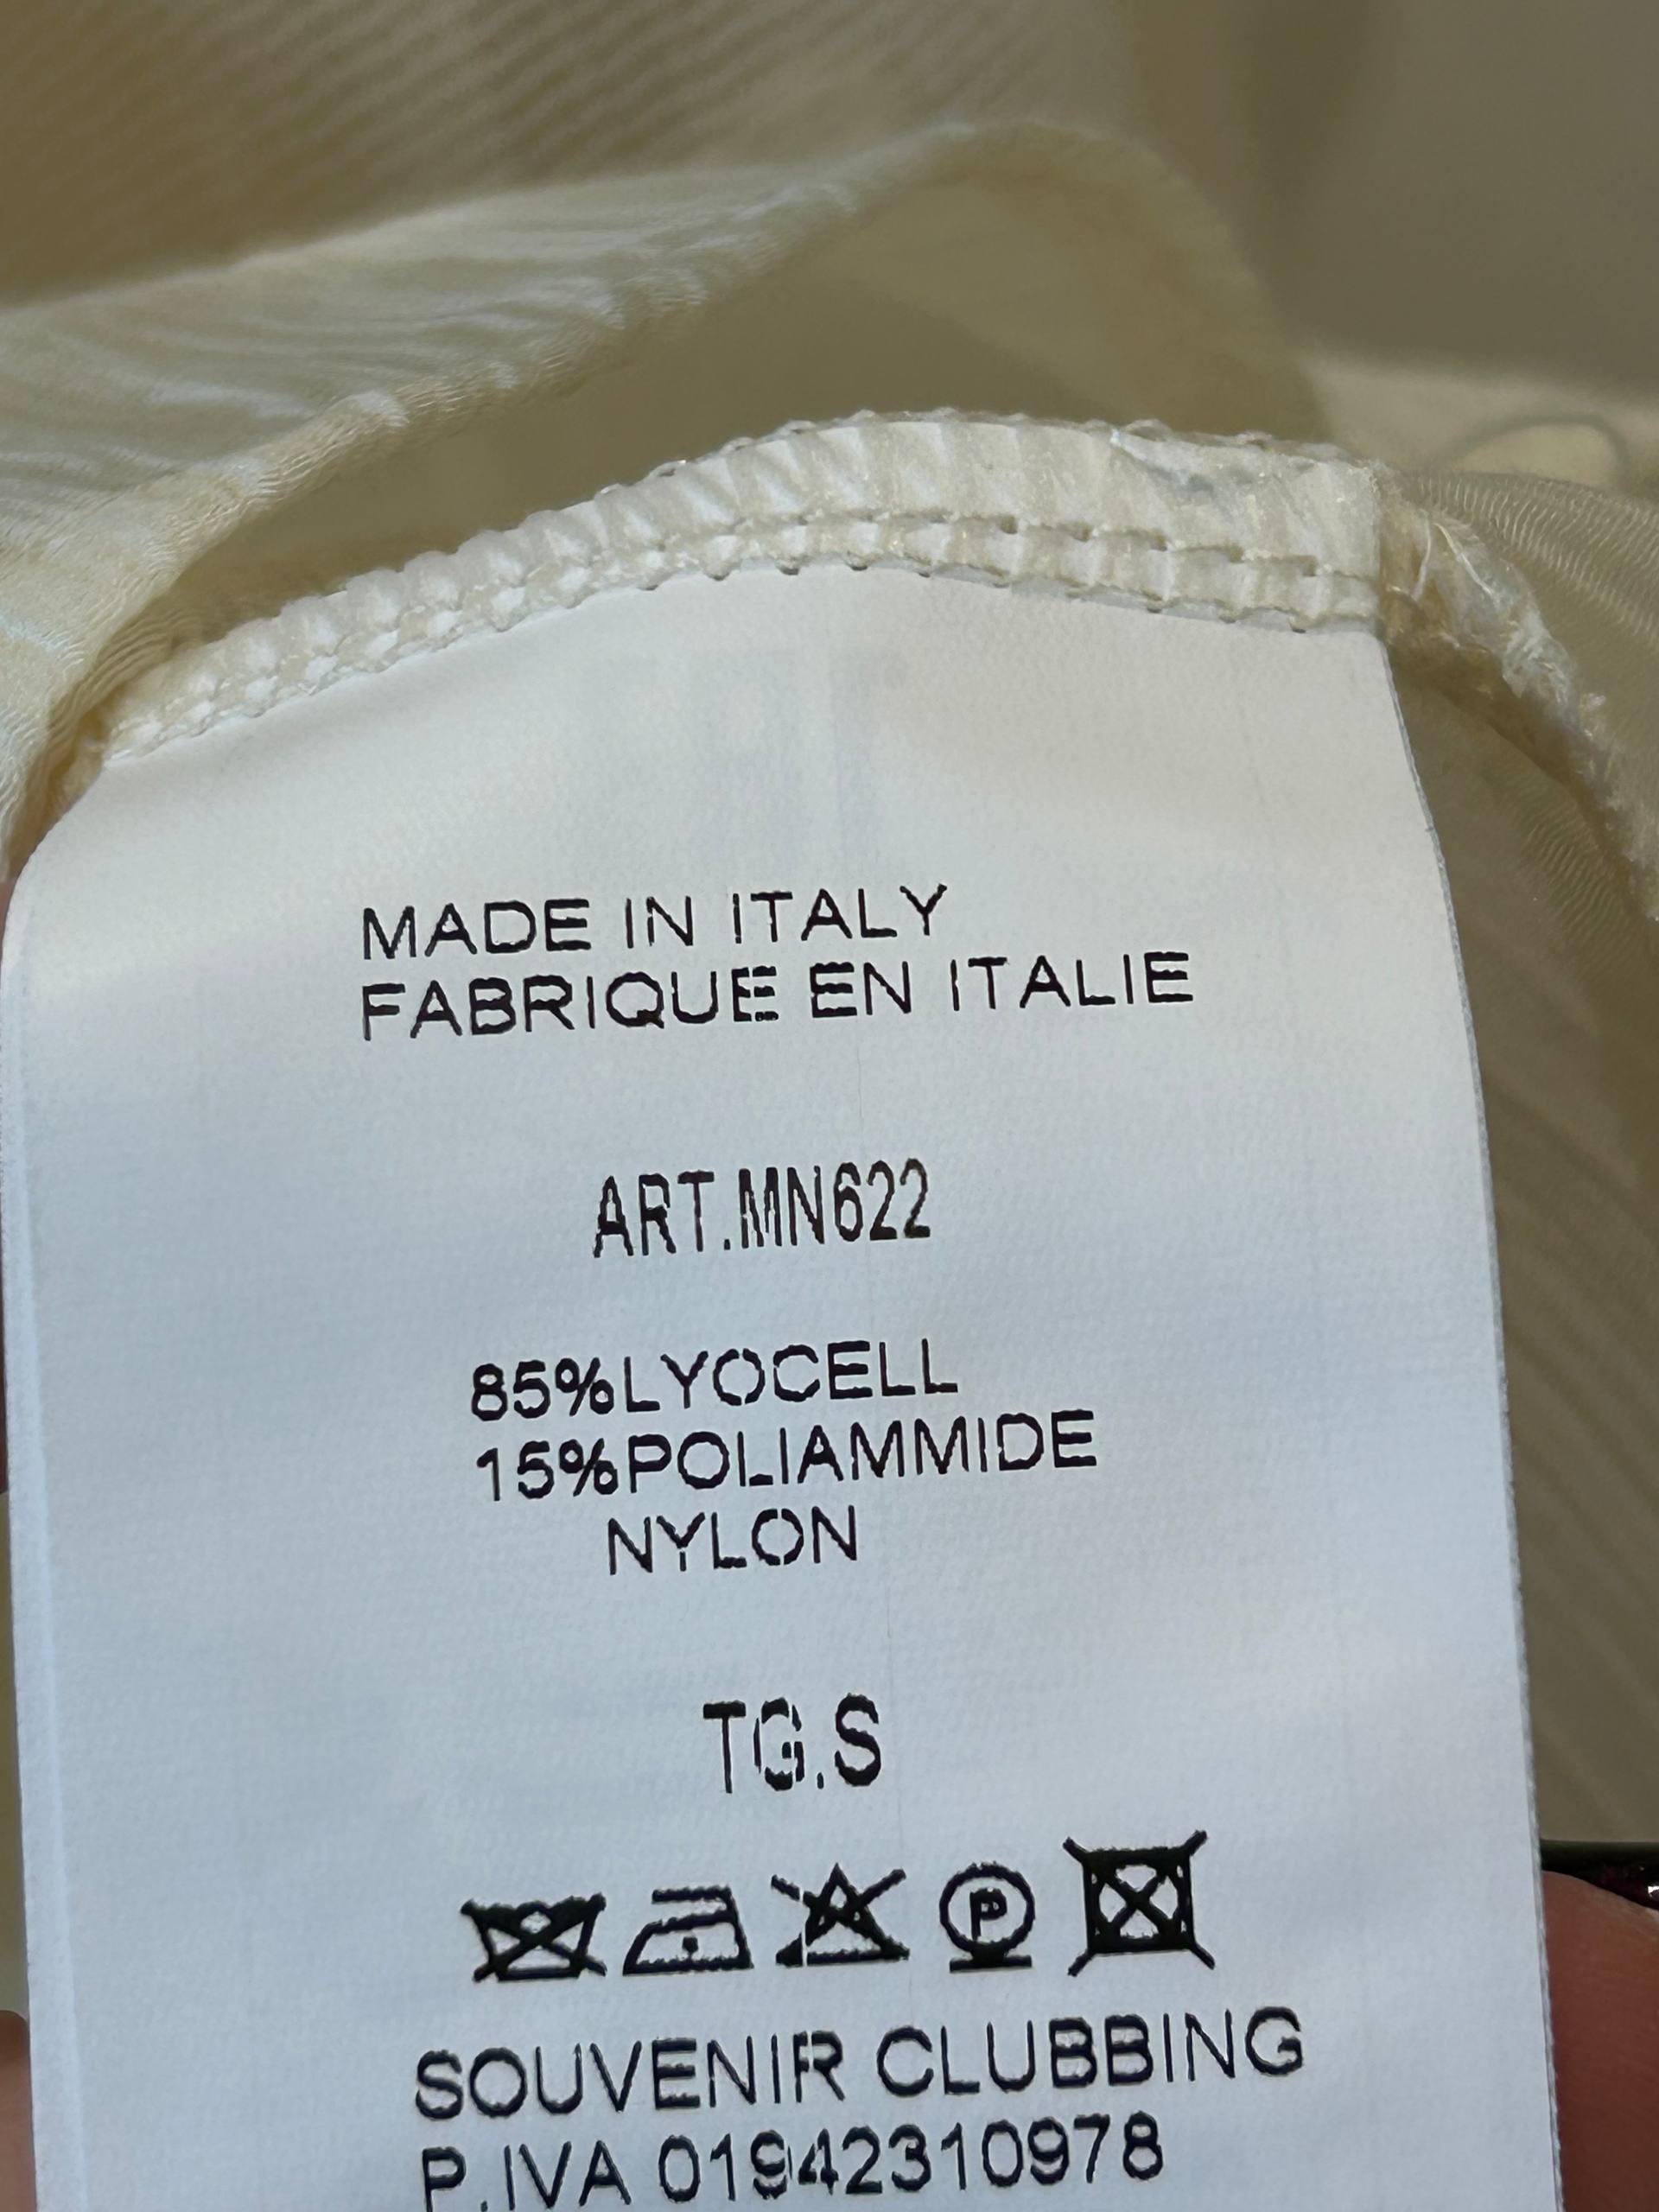 MADE IN ITALY
FABRIQUE EN ITALIE
ART.MN622
85%LYOCELL
15%POLIAMMIDE
NYLON
TG.S
P
SOUVENIR CLUBBING
P.IVA 01942310978